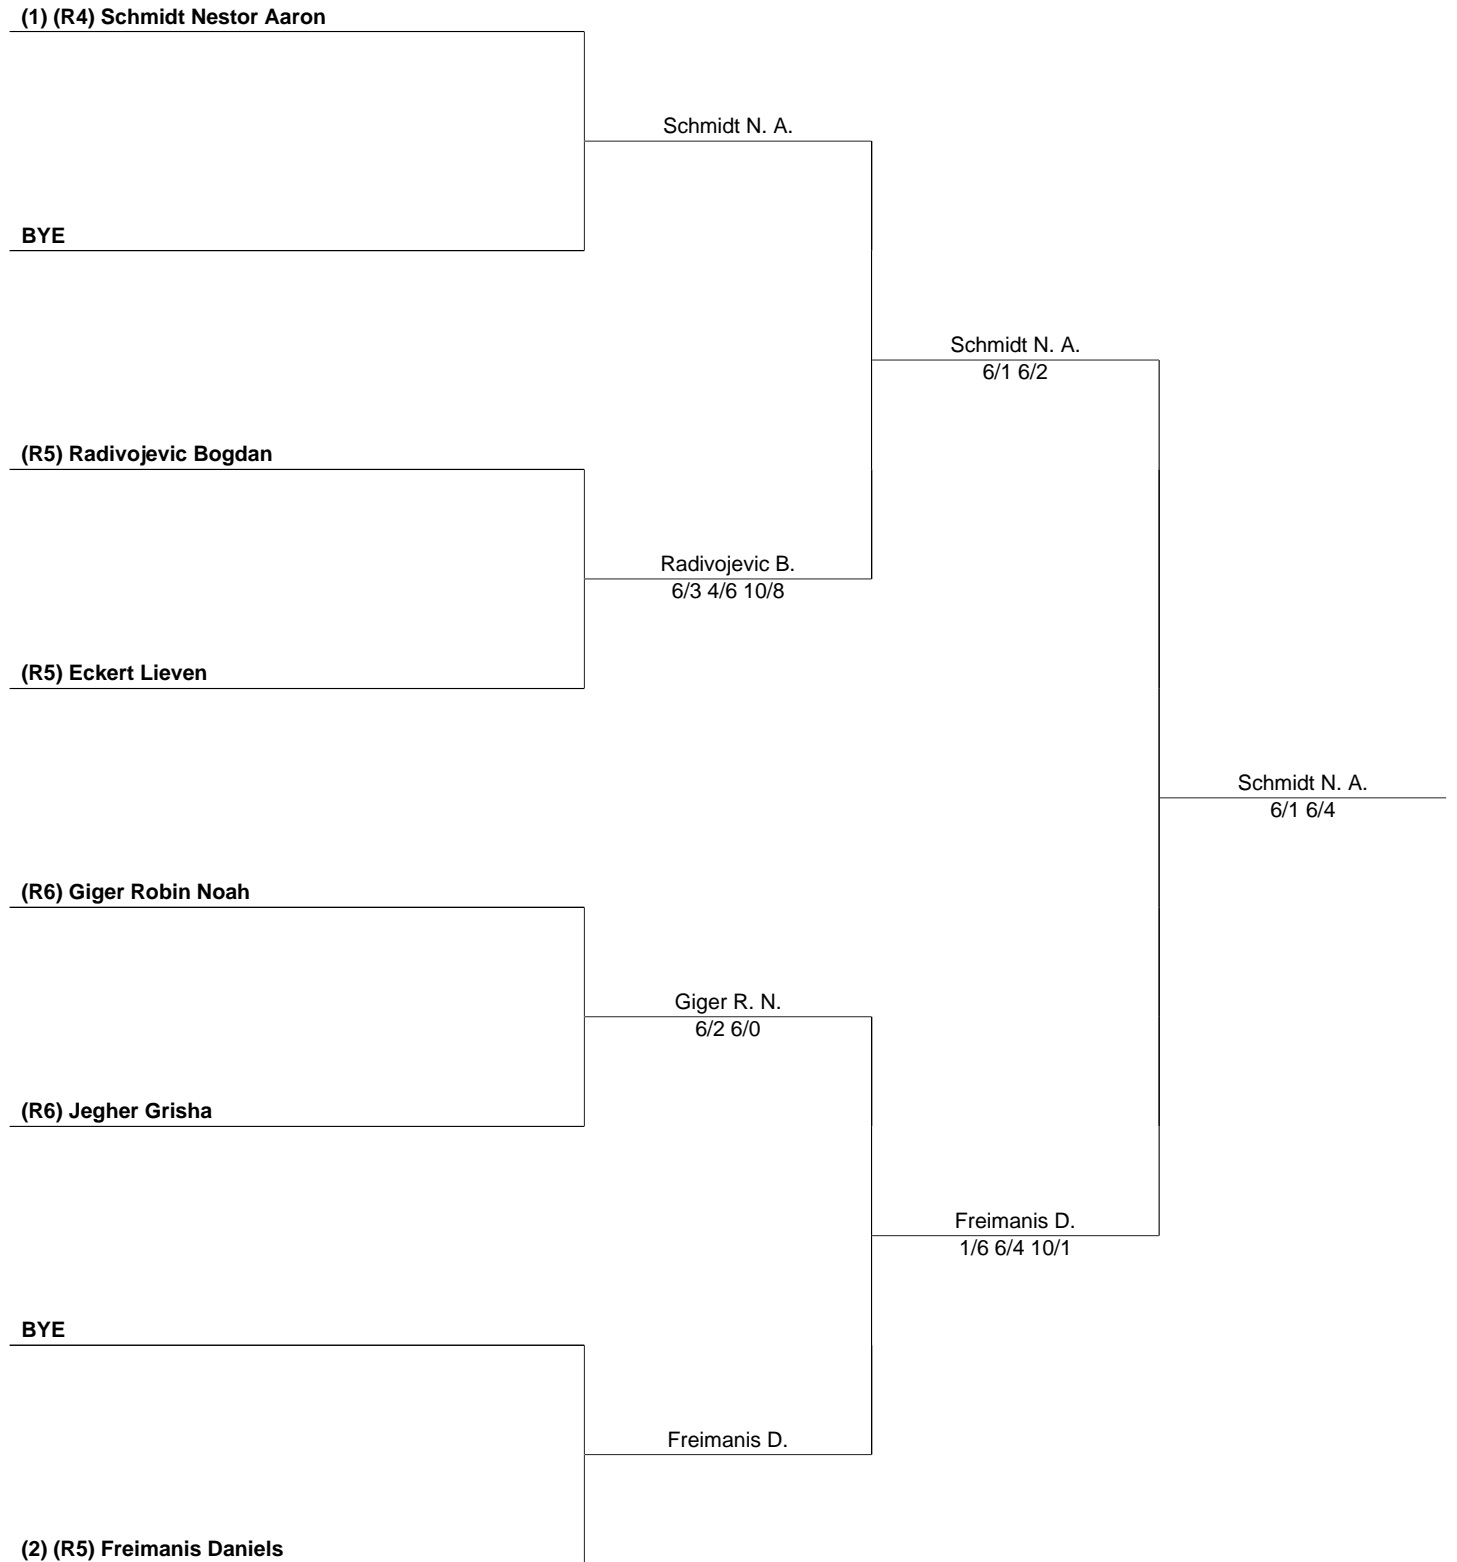 (1) (R4) Schmidt Nestor Aaron
Schmidt N. A.
BYE
Schmidt N. A.
6/1 6/2
(R5) Radivojevic Bogdan
Radivojevic B.
6/3 4/6 10/8
(R5) Eckert Lieven
Schmidt N. A.
6/1 6/4
(R6) Giger Robin Noah
Giger R. N.
6/2 6/0
(R6) Jegher Grisha
Freimanis D.
1/6 6/4 10/1
BYE
Freimanis D.
(2) (R5) Freimanis Daniels